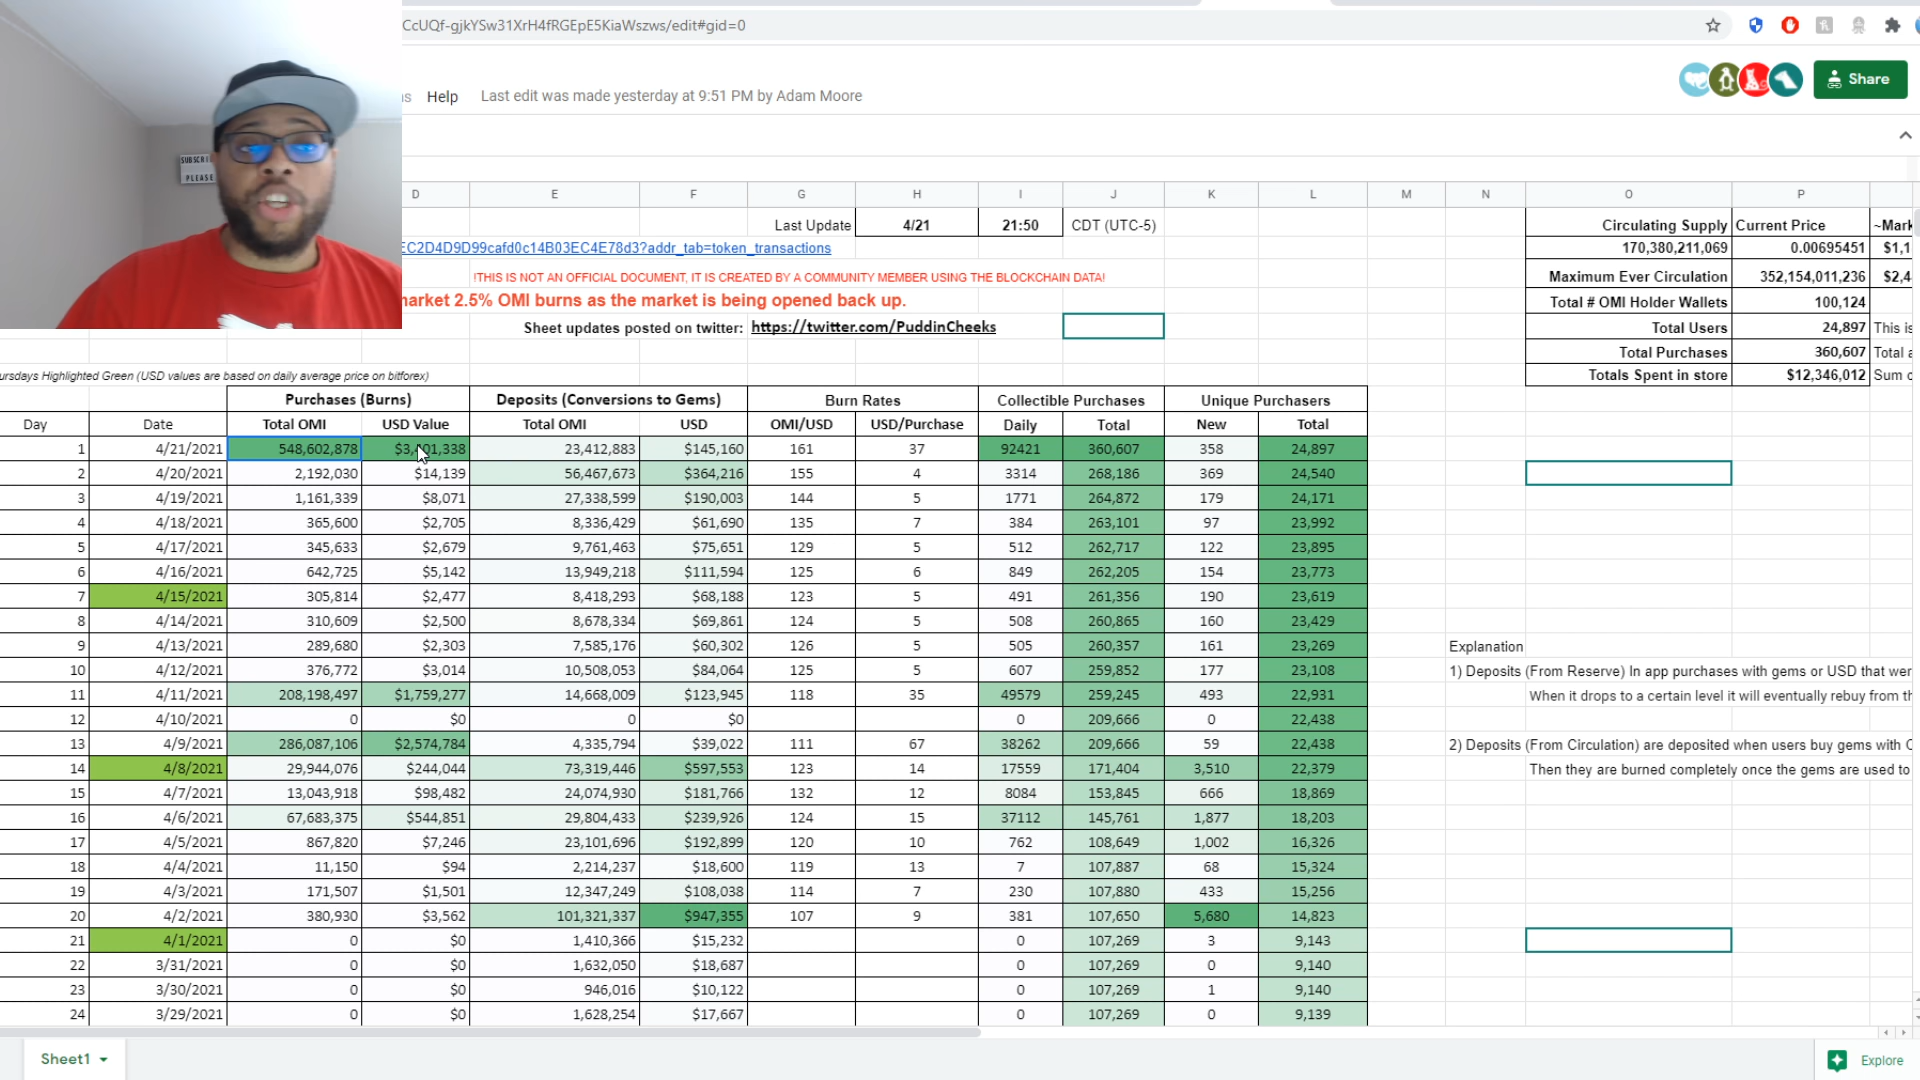 CcUQf-gjkYSw31XrH4fRGEpE5KiaWszws/edit#gid=0
Help Last edit was made yesterday at 9:51 PM by Adam Moore
Share
SUBSCRI
PLEASE
D E F G H I J K L M N O P
Last Update 4/21 21:50 CDT (UTC-5) Circulating Supply Current Price ~Mark
EC2D4D9D99cafd0c14B03EC4E78d3?addr_tab=token_transactions 170,380,211,069 0.00695451 $1,1
!THIS IS NOT AN OFFICIAL DOCUMENT, IT IS CREATED BY A COMMUNITY MEMBER USING THE BLOCKCHAIN DATA! Maximum Ever Circulation 352,154,011,236 $2,4
market 2.5% OMI burns as the market is being opened back up. Total # OMI Holder Wallets 100,124
Sheet updates posted on twitter: https://twitter.com/PuddinCheeks Total Users 24,897 This is
Total Purchases 360,607 Total a
ursdays Highlighted Green (USD values are based on daily average price on bitforex) Totals Spent in store $12,346,012 Sum c
Purchases (Burns) Deposits (Conversions to Gems) Burn Rates Collectible Purchases Unique Purchasers
Day Date Total OMI USD Value Total OMI USD OMI/USD USD/Purchase Daily Total New Total
1 4/21/2021 548,602,878 23,412,883 $145,160 161 37 92421 360,607 358 24,897
2 4/20/2021 2,192,030 $14,139 56,467,673 $364,216 155 4 3314 268,186 369 24,540
3 4/19/2021 1,161,339 $8,071 27,338,599 $190,003 144 5 1771 264,872 179 24,171
4 4/18/2021 365,600 $2,705 8,336,429 $61,690 135 7 384 263,101 97 23,992
5 4/17/2021 345,633 $2,679 9,761,463 $75,651 129 5 512 262,717 122 23,895
6 4/16/2021 642,725 $5,142 13,949,218 $111,594 125 6 849 262,205 154 23,773
7 4/15/2021 305,814 $2,477 8,418,293 $68,188 123 5 491 261,356 190 23,619
8 4/14/2021 310,609 $2,500 8,678,334 $69,861 124 5 508 260,865 160 23,429
9 4/13/2021 289,680 $2,303 7,585,176 $60,302 126 5 505 260,357 161 23,269 Explanation
10 4/12/2021 376,772 $3,014 10,508,053 $84,064 125 5 607 259,852 177 23,108 1) Deposits (From Reserve) In app purchases with gems or USD that wer
11 4/11/2021 208,198,497 $1,759,277 14,668,009 $123,945 118 35 49579 259,245 493 22,931 When it drops to a certain level it will eventually rebuy from th
12 4/10/2021 0 $0 0 $0 0 209,666 0 22,438
13 4/9/2021 286,087,106 $2,574,784 4,335,794 $39,022 111 67 38262 209,666 59 22,438 2) Deposits (From Circulation) are deposited when users buy gems with O
14 4/8/2021 29,944,076 $244,044 73,319,446 $597,553 123 14 17559 171,404 3,510 22,379 Then they are burned completely once the gems are used to
15 4/7/2021 13,043,918 $98,482 24,074,930 $181,766 132 12 8084 153,845 666 18,869
16 4/6/2021 67,683,375 $544,851 29,804,433 $239,926 124 15 37112 145,761 1,877 18,203
17 4/5/2021 867,820 $7,246 23,101,696 $192,899 120 10 762 108,649 1,002 16,326
18 4/4/2021 11,150 $94 2,214,237 $18,600 119 13 7 107,887 68 15,324
19 4/3/2021 171,507 $1,501 12,347,249 $108,038 114 7 230 107,880 433 15,256
20 4/2/2021 380,930 $3,562 101,321,337 $947,355 107 9 381 107,650 5,680 14,823
21 4/1/2021 0 $0 1,410,366 $15,232 0 107,269 3 9,143
22 3/31/2021 0 $0 1,632,050 $18,687 0 107,269 0 9,140
23 3/30/2021 0 $0 946,016 $10,122 0 107,269 1 9,140
24 3/29/2021 0 $0 1,628,254 $17,667 0 107,269 0 9,139
Sheet1
Explore